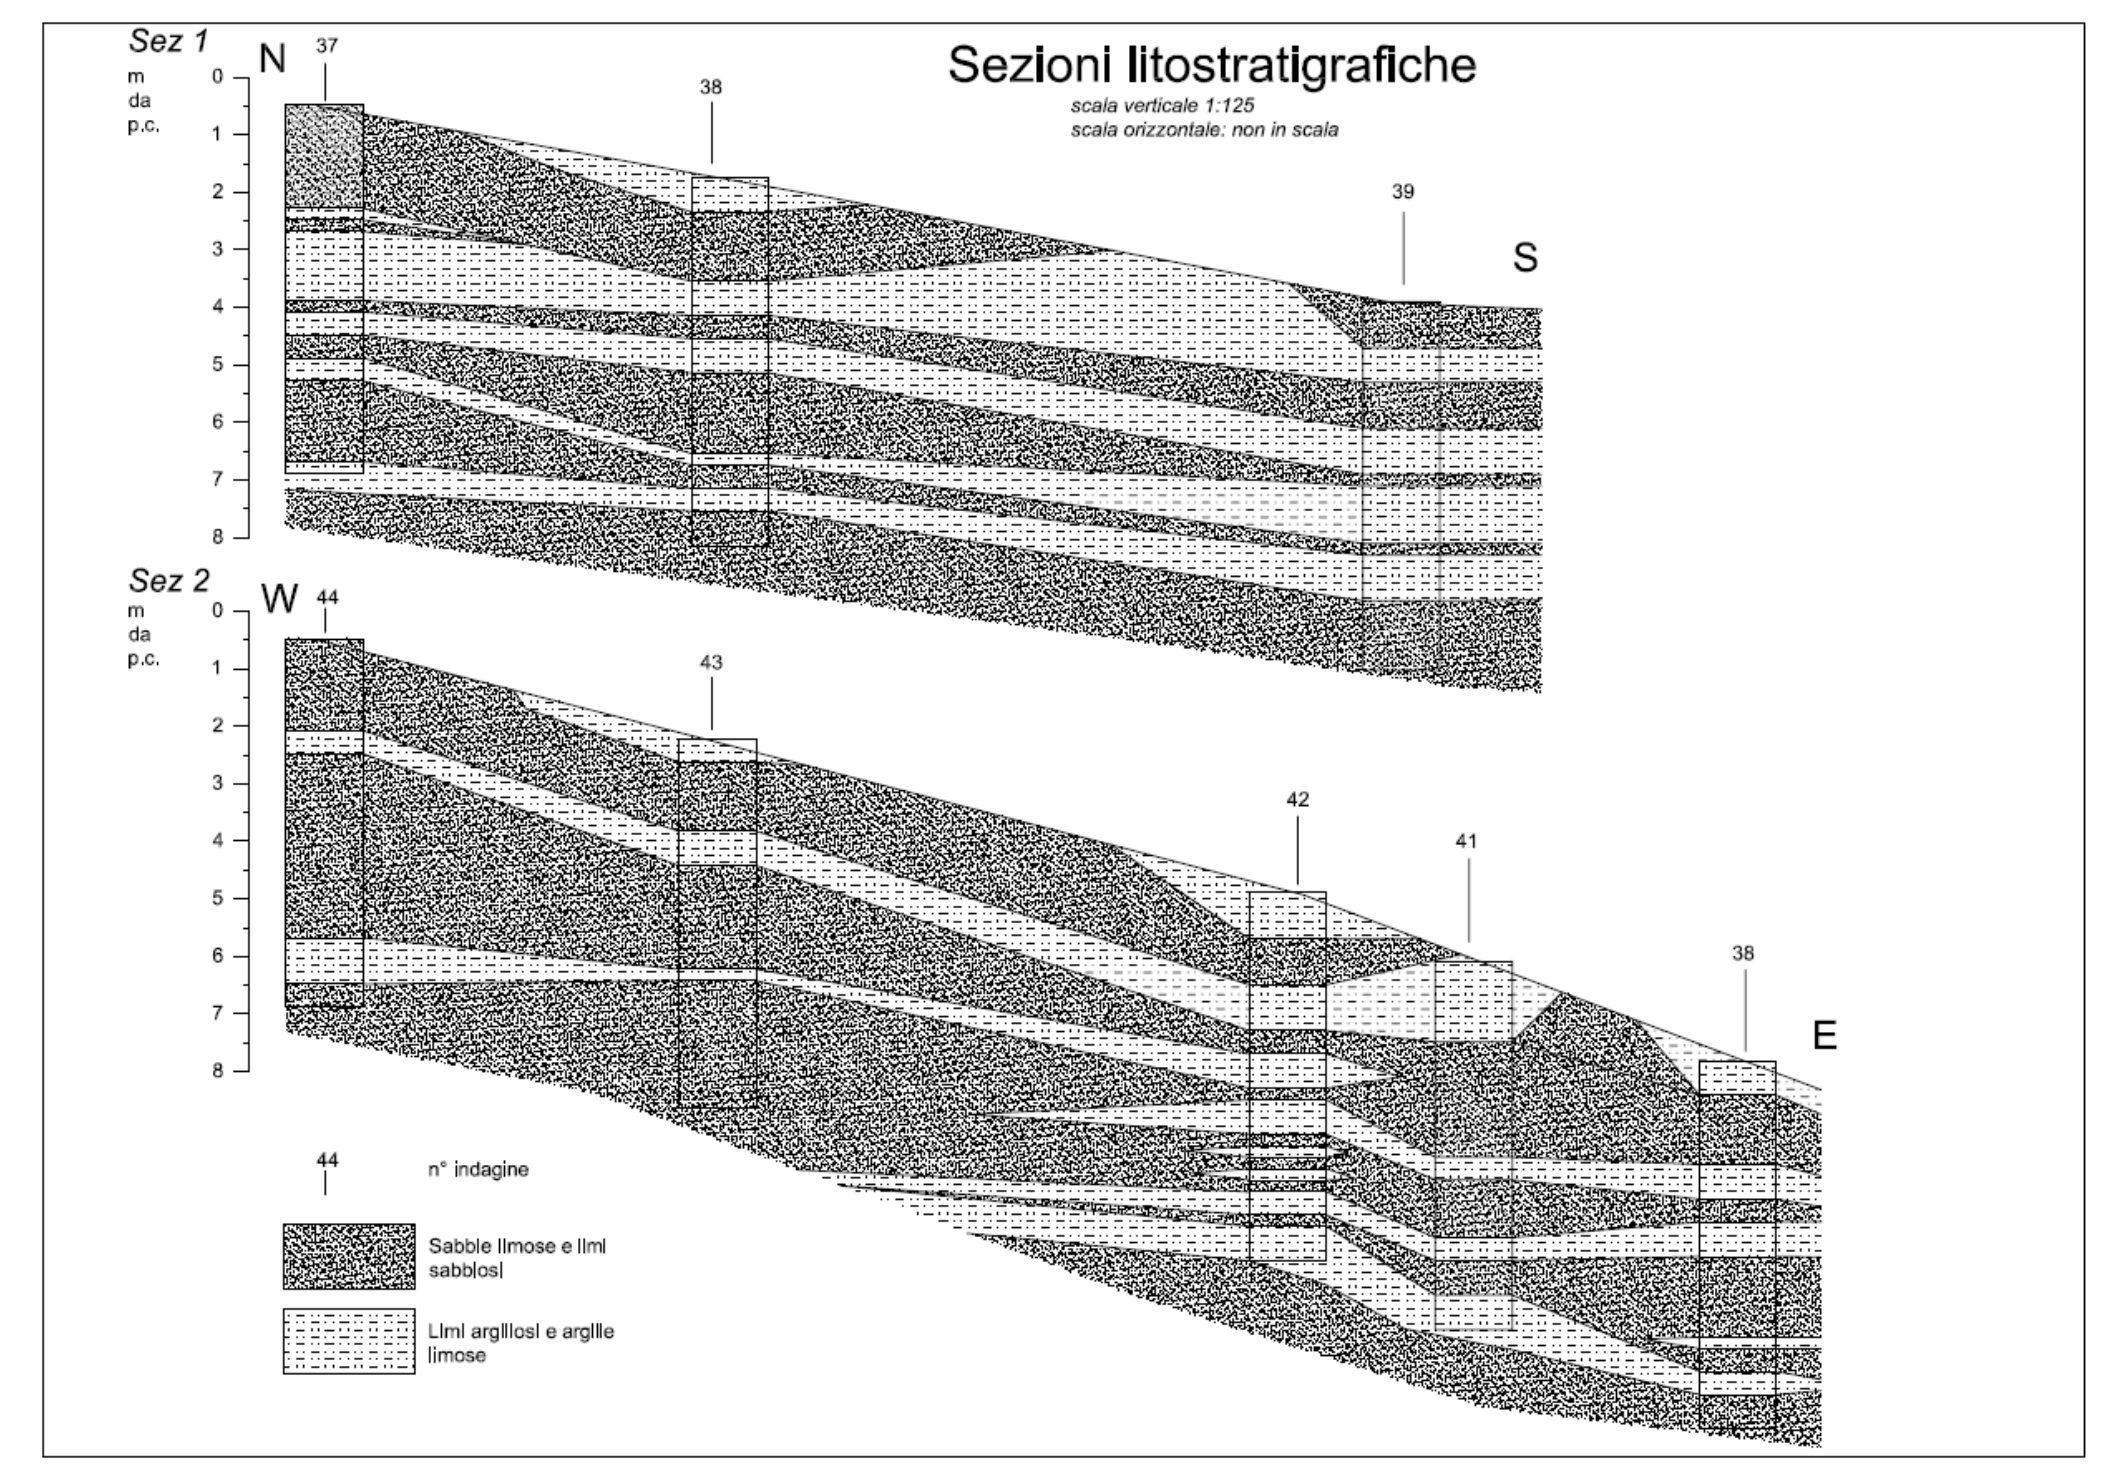 Sez 1
N
37
Sezioni litostratigrafiche
scala verticale 1:125
scala orizzontale: non in scala
m
da
p.c.
0
1
2
3
4
5
6
7
8
38
39
S
Sez 2
W
44
m
da
p.c.
0
1
2
3
4
5
6
7
8
43
42
41
38
E
44
n° indagine
Sabbie limose e limi
sabbiosi
Limi argillosi e argille
limose